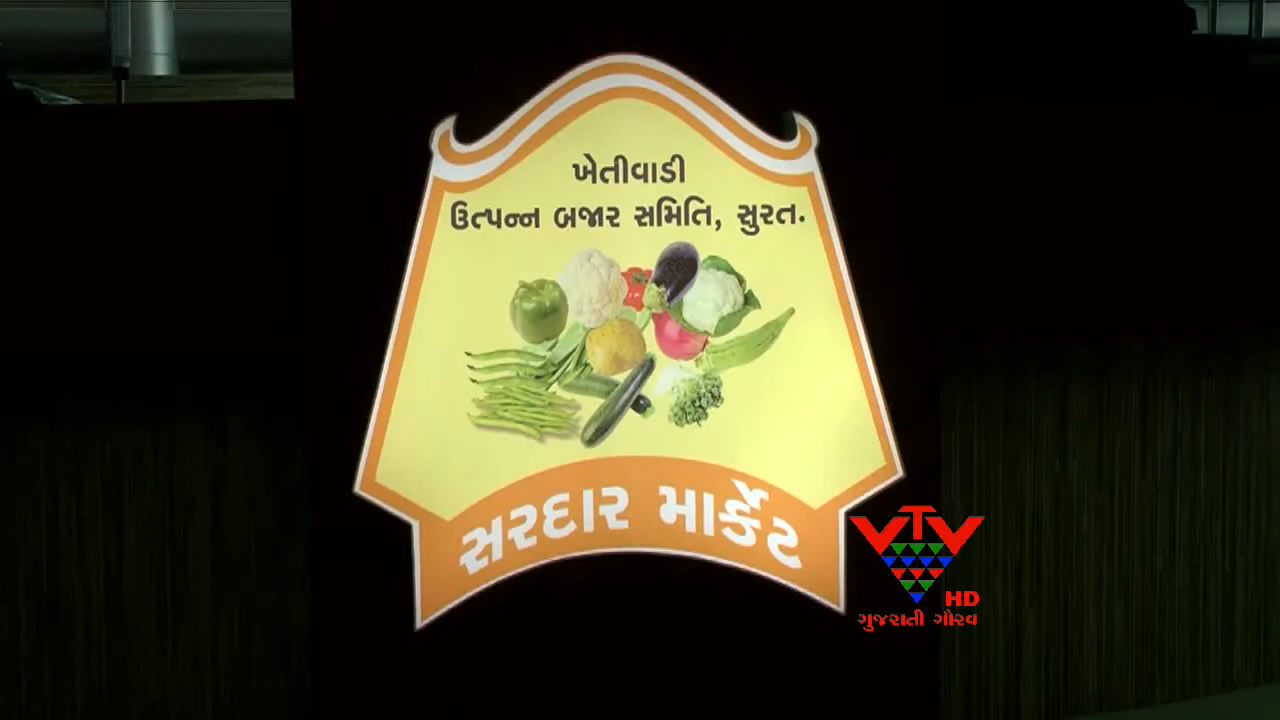 ખેતીવાડી
ઉત્પન્ન બજાર સમિતિ, સુરત.
સરદાર માર્કેટ
VTV
HD
ગુજરાતી ગૌરવ